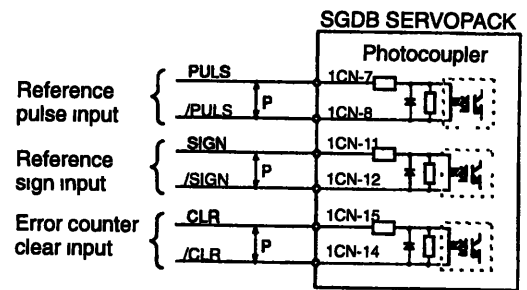 SGDB SERVOPACK
Photocoupler
Reference
pulse input
PULS
/PULS
P
1CN-7
1CN-8
Reference
sign input
SIGN
/SIGN
P
1CN-11
1CN-12
Error counter
clear input
CLR
/CLR
P
1CN-15
1CN-14